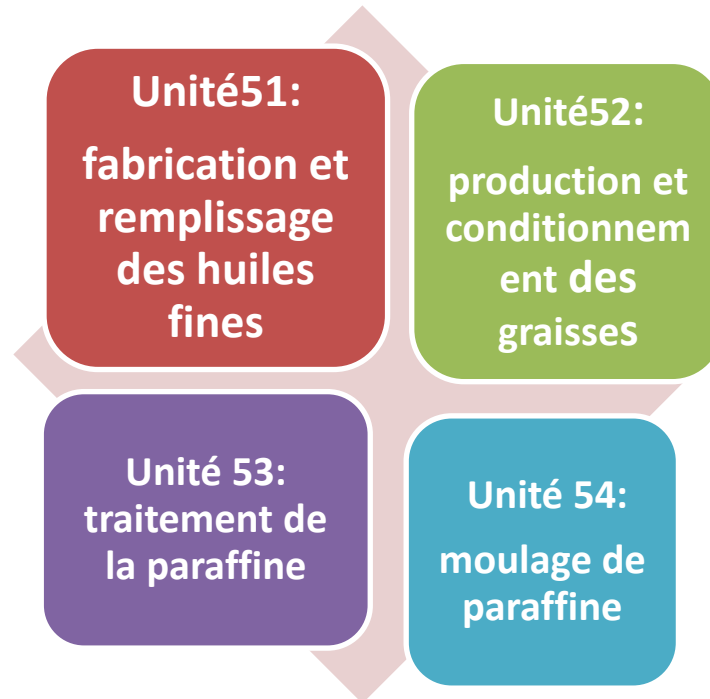 Unité51:
fabrication et
remplissage
des huiles
fines
Unité52:
production et
conditionnem
ent des
graisses
Unité 53:
traitement de
la paraffine
Unité 54:
moulage de
paraffine